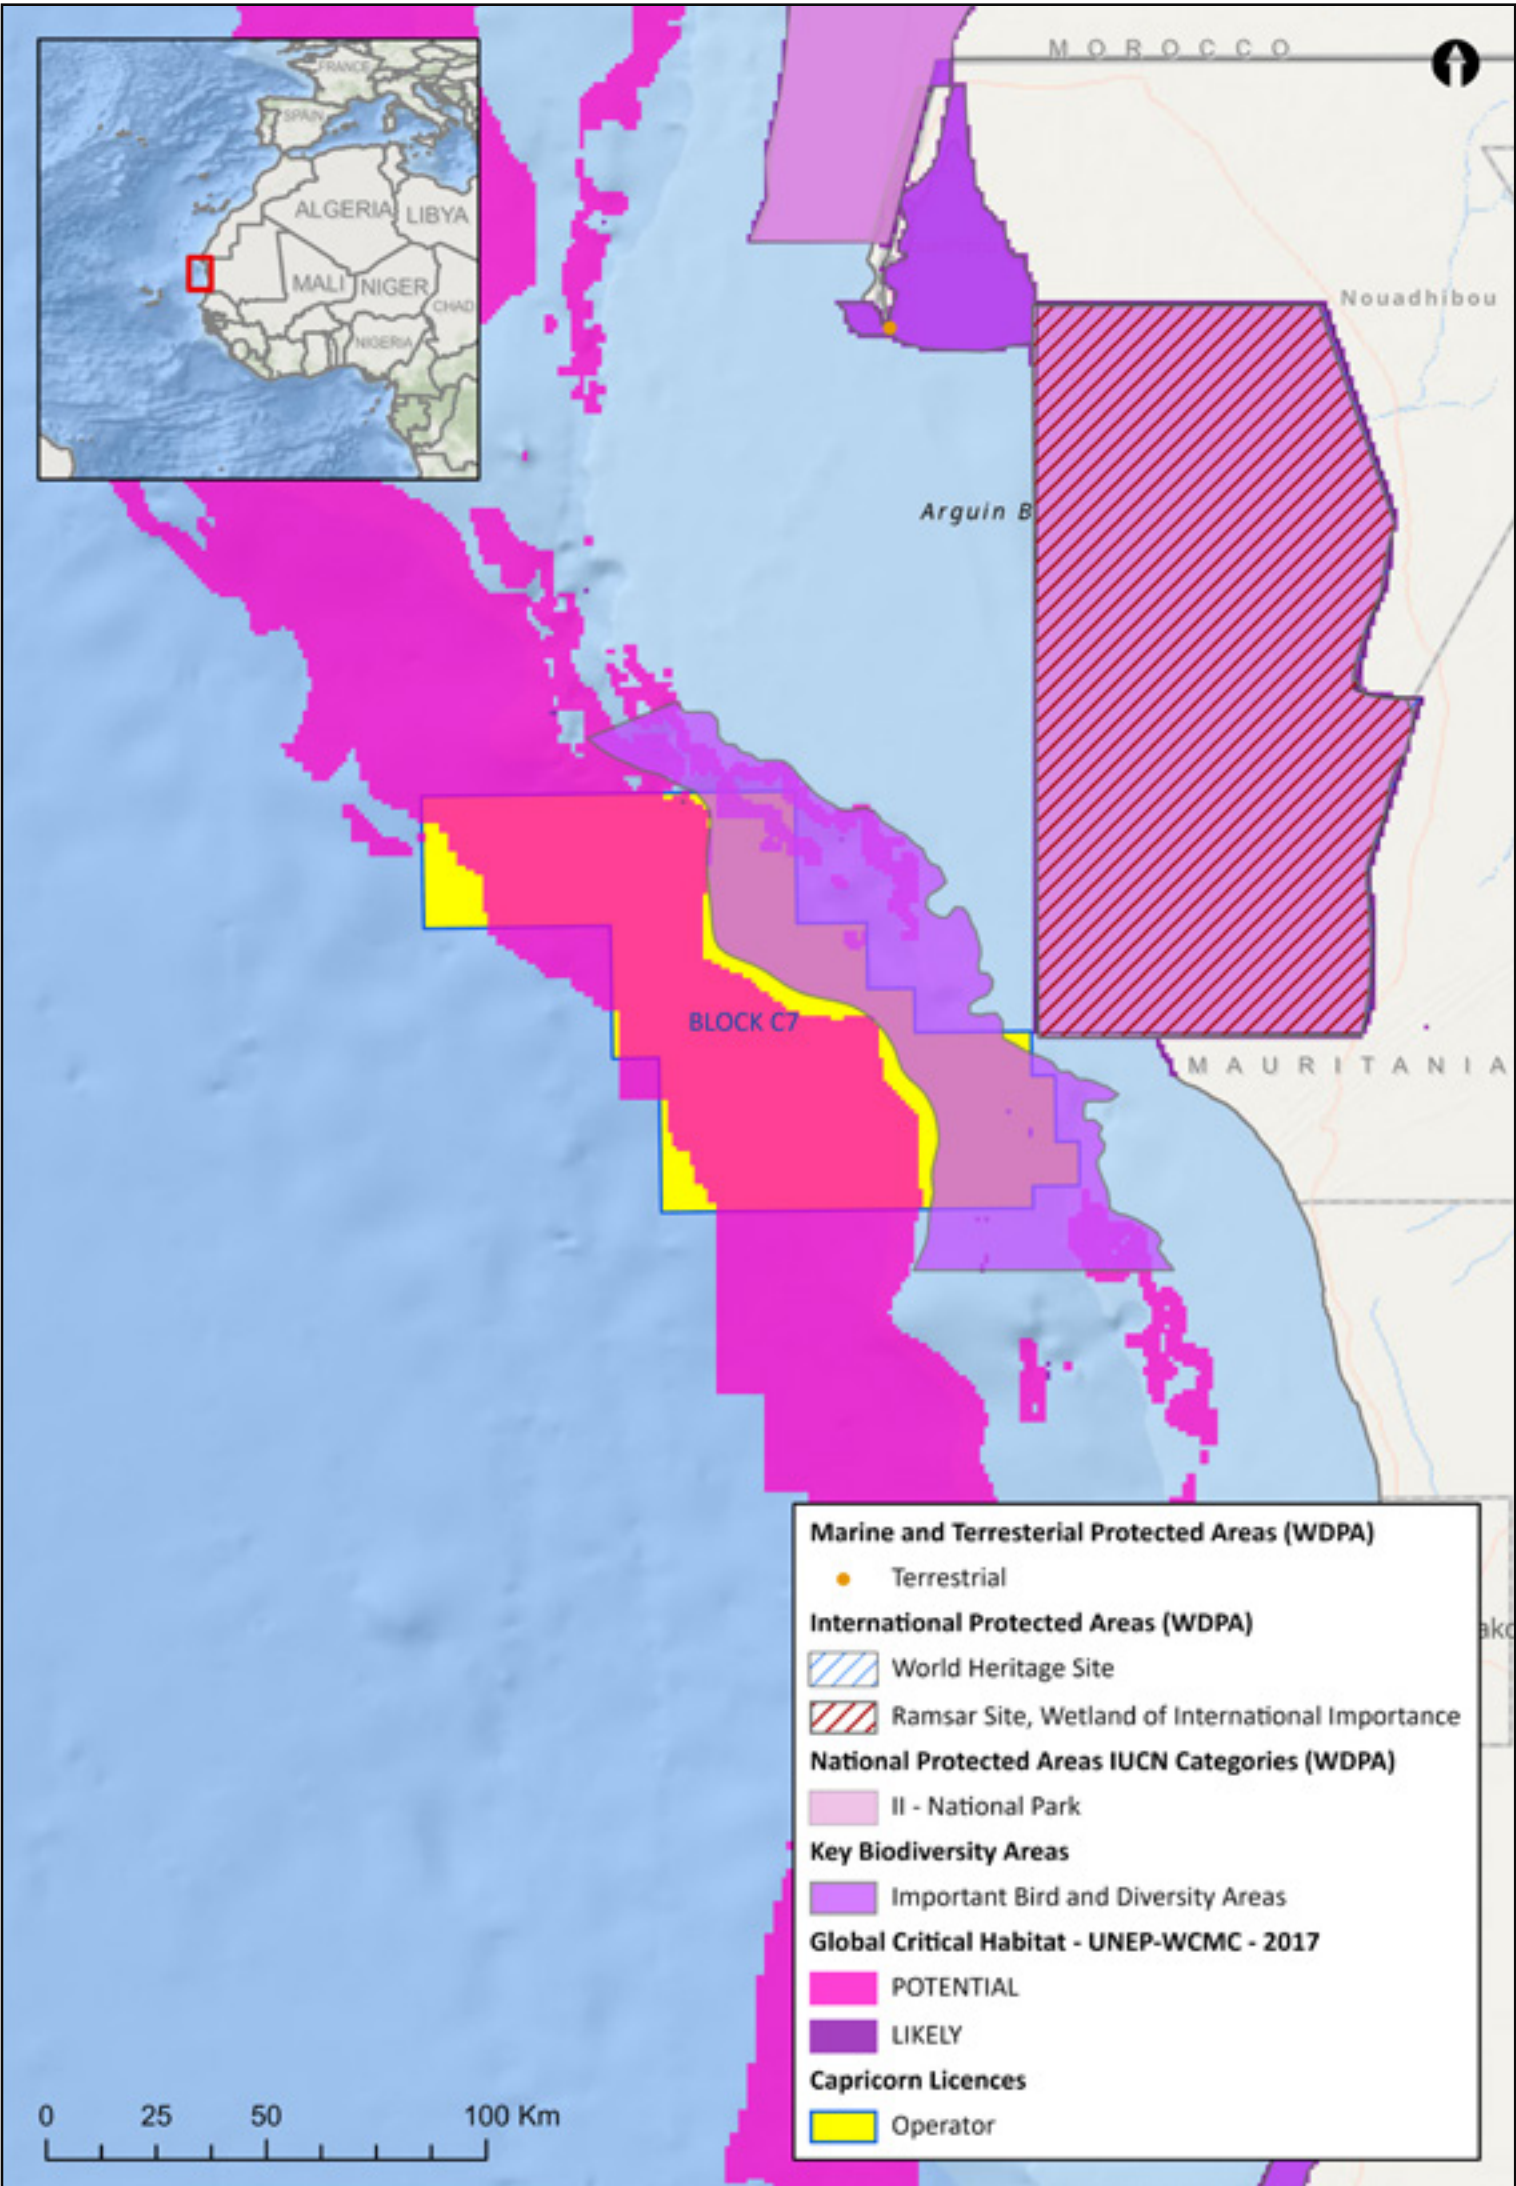 MOROCCO
FRANCE
SPAIN
ALGERIA
LIBYA
MALI
NIGER
CHAD
NIGERIA
Nouadhibou
Arguin B
BLOCK C7
MAURITANIA
Marine and Terresterial Protected Areas (WDPA)
Terrestrial
International Protected Areas (WDPA)
World Heritage Site
Ramsar Site, Wetland of International Importance
National Protected Areas IUCN Categories (WDPA)
II - National Park
Key Biodiversity Areas
Important Bird and Diversity Areas
Global Critical Habitat - UNEP-WCMC - 2017
POTENTIAL
LIKELY
Capricorn Licences
Operator
0 25 50 100 Km